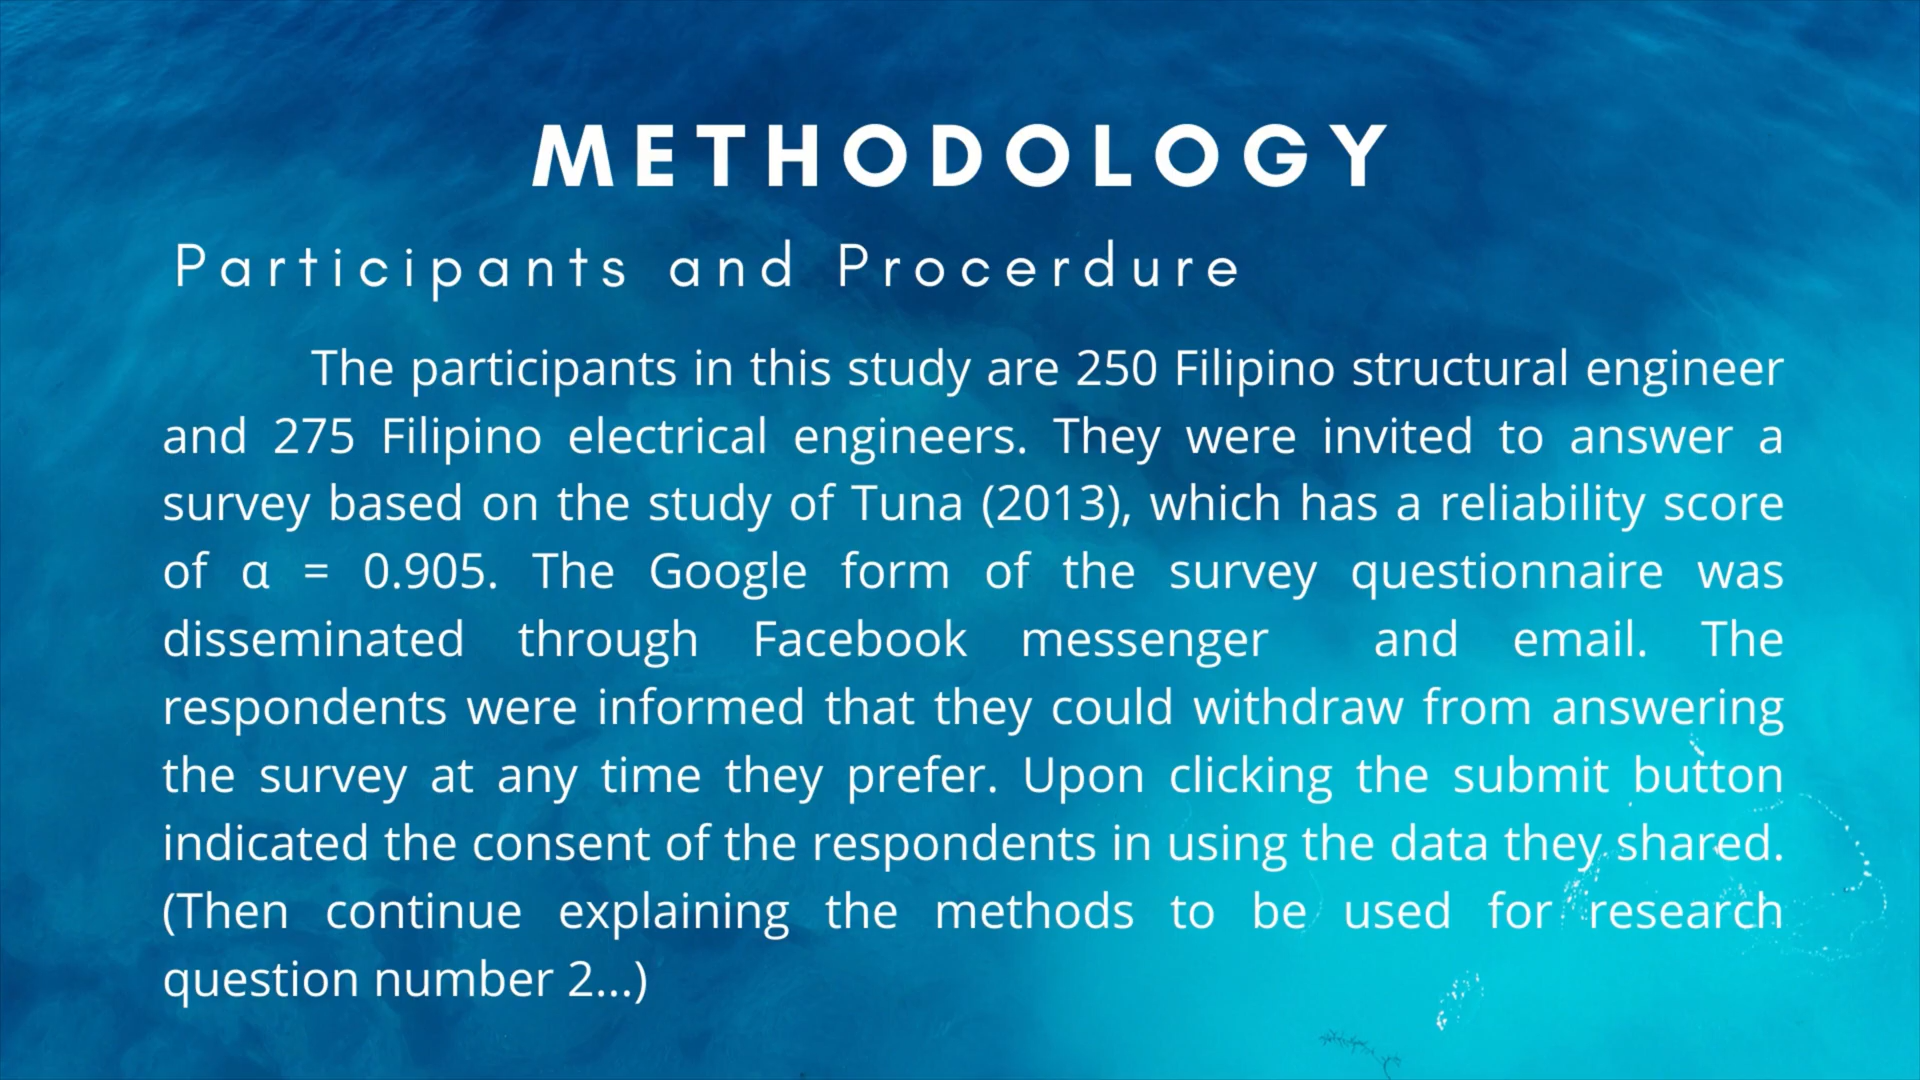 METHODOLOGY
Participants and Procerdure
The participants in this study are 250 Filipino structural engineer
and 275 Filipino electrical engineers. They were invited to answer a
survey based on the study of Tuna (2013), which has a reliability score
of α = 0.905. The Google form of the survey questionnaire was
disseminated through Facebook messenger and email. The
respondents were informed that they could withdraw from answering
the survey at any time they prefer. Upon clicking the submit button
indicated the consent of the respondents in using the data they shared.
(Then continue explaining the methods to be used for research
question number 2...)